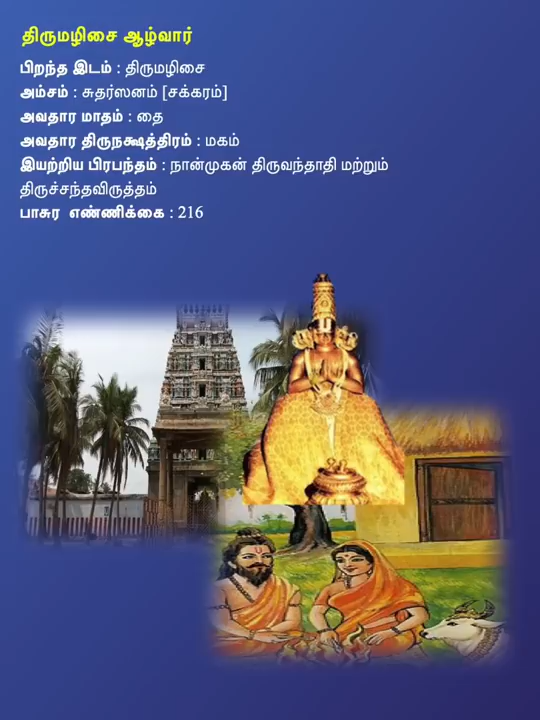 திருமழிசை ஆழ்வார்
பிறந்த இடம் : திருமழிசை
அம்சம் : சுதர்ஸனம் [சக்கரம்]
அவதார மாதம் : தை
அவதார திருநக்ஷத்திரம் : மகம்
இயற்றிய பிரபந்தம் : நான்முகன் திருவந்தாதி மற்றும்
திருச்சந்தவிருத்தம்
பாசுர எண்ணிக்கை : 216